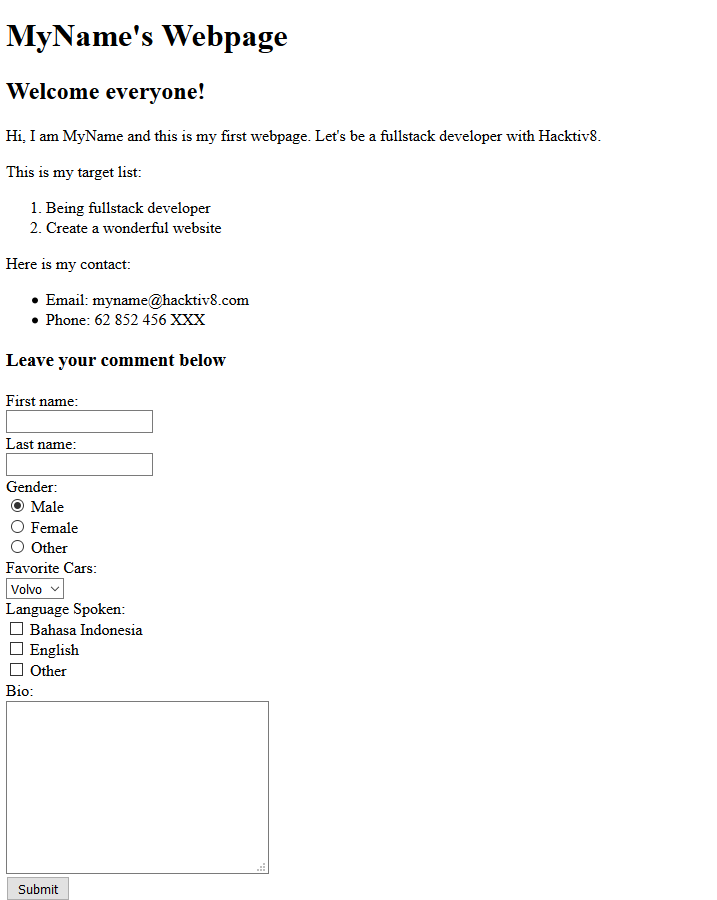 MyName's Webpage
Welcome everyone!
Hi, I am MyName and this is my first webpage. Let's be a fullstack developer with Hacktiv8.
This is my target list:
1. Being fullstack developer
2. Create a wonderful website
Here is my contact:
• Email: myname@hacktiv8.com
• Phone: 62 852 456 XXX
Leave your comment below
First name:
Last name:
Gender:
Male
Female
Other
Favorite Cars:
Volvo
Language Spoken:
Bahasa Indonesia
English
Other
Bio:
Submit